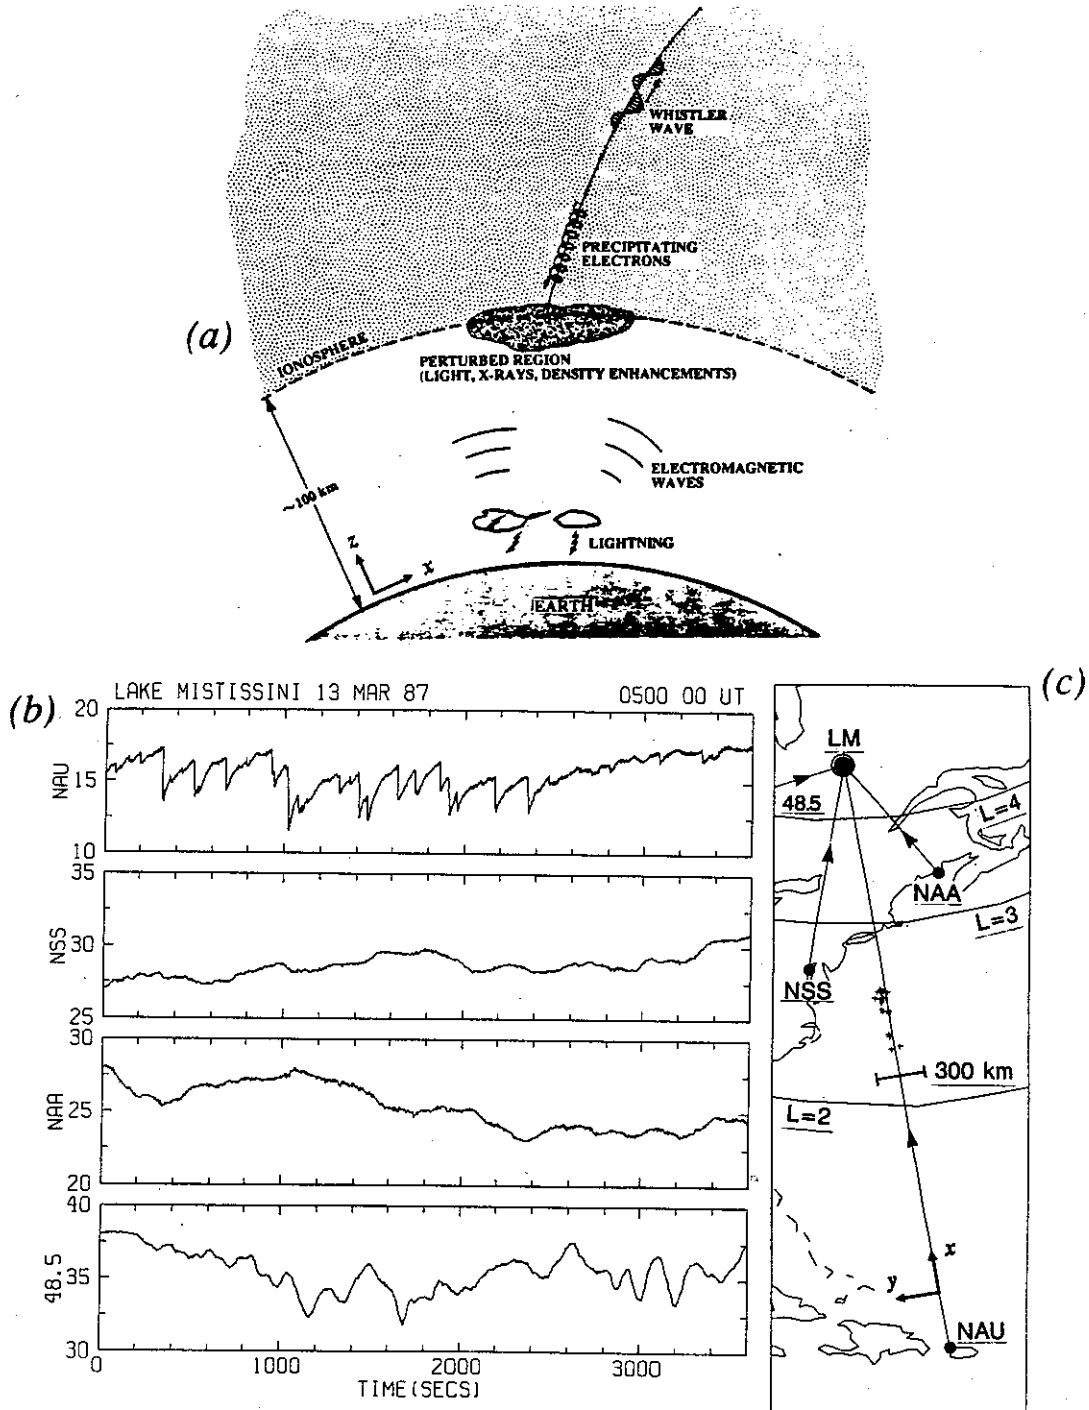 WHISTLER
WAVE
PRECIPITATING
ELECTRONS
(a)
IONOSPHERE
PERTURBED REGION
(LIGHT, X-RAYS, DENSITY ENHANCEMENTS)
~100 km
ELECTROMAGNETIC
WAVES
z
x
LIGHTNING
EARTH
(b)
LAKE MISTISSINI 13 MAR 87
0500 00 UT
20
NAU
15
10
35
NSS
30
25
30
NAA
25
20
40
48.5
35
30
0
1000
2000
3000
TIME(SECS)
(c)
LM
48.5
L=4
NAA
L=3
NSS
300 km
L=2
x
y
NAU